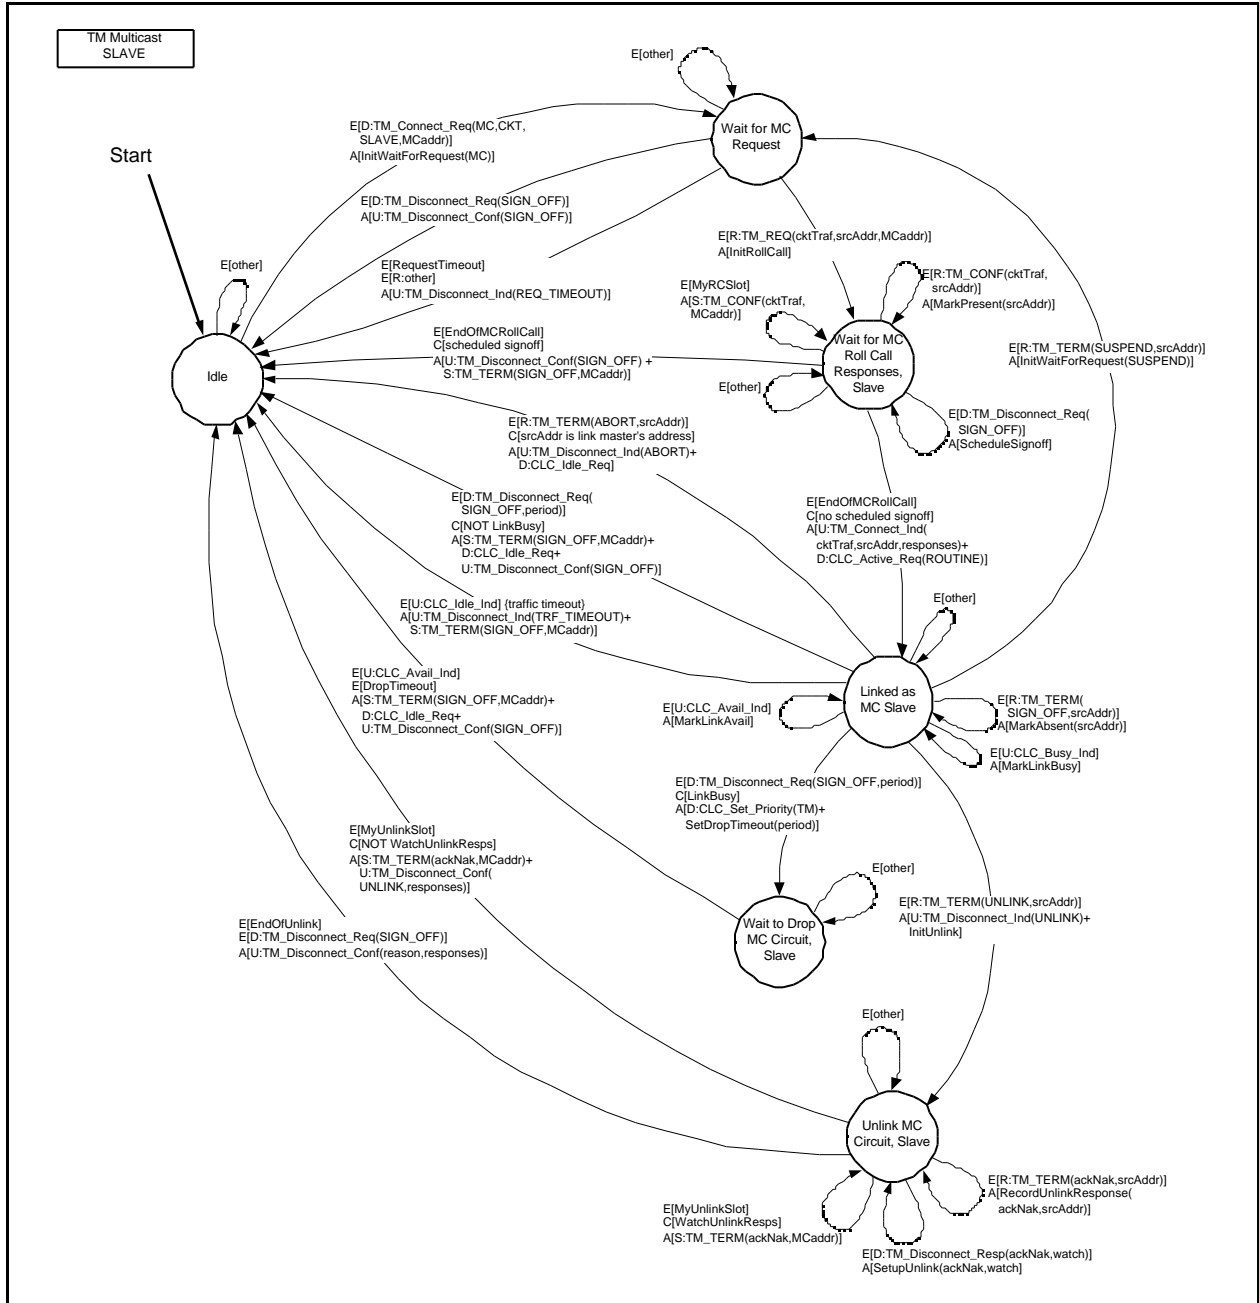 TM Multicast
SLAVE
Start
E[other]
Wait for MC
Request
E[D:TM_Connect_Req(MC,CKT,
SLAVE,MCaddr)]
A[InitWaitForRequest(MC)]
E[D:TM_Disconnect_Req(SIGN_OFF)]
A[U:TM_Disconnect_Conf(SIGN_OFF)]
E[R:TM_REQ(cktTraf,srcAddr,MCaddr)]
A[InitRollCall]
E[other]
E[RequestTimeout]
E[R:other]
A[U:TM_Disconnect_Ind(REQ_TIMEOUT)]
E[MyRCSlot]
A[S:TM_CONF(cktTraf,
MCaddr)]
E[R:TM_CONF(cktTraf,
srcAddr)]
A[MarkPresent(srcAddr)]
Idle
E[EndOfMCRollCall]
C[scheduled signoff]
A[U:TM_Disconnect_Conf(SIGN_OFF) +
S:TM_TERM(SIGN_OFF,MCaddr)]
Wait for MC
Roll Call
Responses,
Slave
E[other]
E[R:TM_TERM(SUSPEND,srcAddr)]
A[InitWaitForRequest(SUSPEND)]
E[D:TM_Disconnect_Req(
SIGN_OFF)]
A[ScheduleSignoff]
E[R:TM_TERM(ABORT,srcAddr)]
C[srcAddr is link master's address]
A[U:TM_Disconnect_Ind(ABORT)+
D:CLC_Idle_Req]
E[D:TM_Disconnect_Req(
SIGN_OFF,period)]
C[NOT LinkBusy]
A[S:TM_TERM(SIGN_OFF,MCaddr)+
D:CLC_Idle_Req+
U:TM_Disconnect_Conf(SIGN_OFF)]
E[EndOfMCRollCall]
C[no scheduled signoff]
A[U:TM_Connect_Ind(
cktTraf,srcAddr,responses)+
D:CLC_Active_Req(ROUTINE)]
E[U:CLC_Idle_Ind] {traffic timeout}
A[U:TM_Disconnect_Ind(TRF_TIMEOUT)+
S:TM_TERM(SIGN_OFF,MCaddr)]
E[other]
E[U:CLC_Avail_Ind]
E[DropTimeout]
A[S:TM_TERM(SIGN_OFF,MCaddr)+
D:CLC_Idle_Req+
U:TM_Disconnect_Conf(SIGN_OFF)]
Linked as
MC Slave
E[U:CLC_Avail_Ind]
A[MarkLinkAvail]
E[R:TM_TERM(
SIGN_OFF,srcAddr)]
A[MarkAbsent(srcAddr)]
E[U:CLC_Busy_Ind]
A[MarkLinkBusy]
E[D:TM_Disconnect_Req(SIGN_OFF,period)]
C[LinkBusy]
A[D:CLC_Set_Priority(TM)+
SetDropTimeout(period)]
E[MyUnlinkSlot]
C[NOT WatchUnlinkResps]
A[S:TM_TERM(ackNak,MCaddr)+
U:TM_Disconnect_Conf(
UNLINK,responses)]
E[other]
E[R:TM_TERM(UNLINK,srcAddr)]
A[U:TM_Disconnect_Ind(UNLINK)+
InitUnlink]
Wait to Drop
MC Circuit,
Slave
E[EndOfUnlink]
E[D:TM_Disconnect_Req(SIGN_OFF)]
A[U:TM_Disconnect_Conf(reason,responses)]
E[other]
Unlink MC
Circuit, Slave
E[R:TM_TERM(ackNak,srcAddr)]
A[RecordUnlinkResponse(
ackNak,srcAddr)]
E[MyUnlinkSlot]
C[WatchUnlinkResps]
A[S:TM_TERM(ackNak,MCaddr)]
E[D:TM_Disconnect_Resp(ackNak,watch)]
A[SetupUnlink(ackNak,watch]